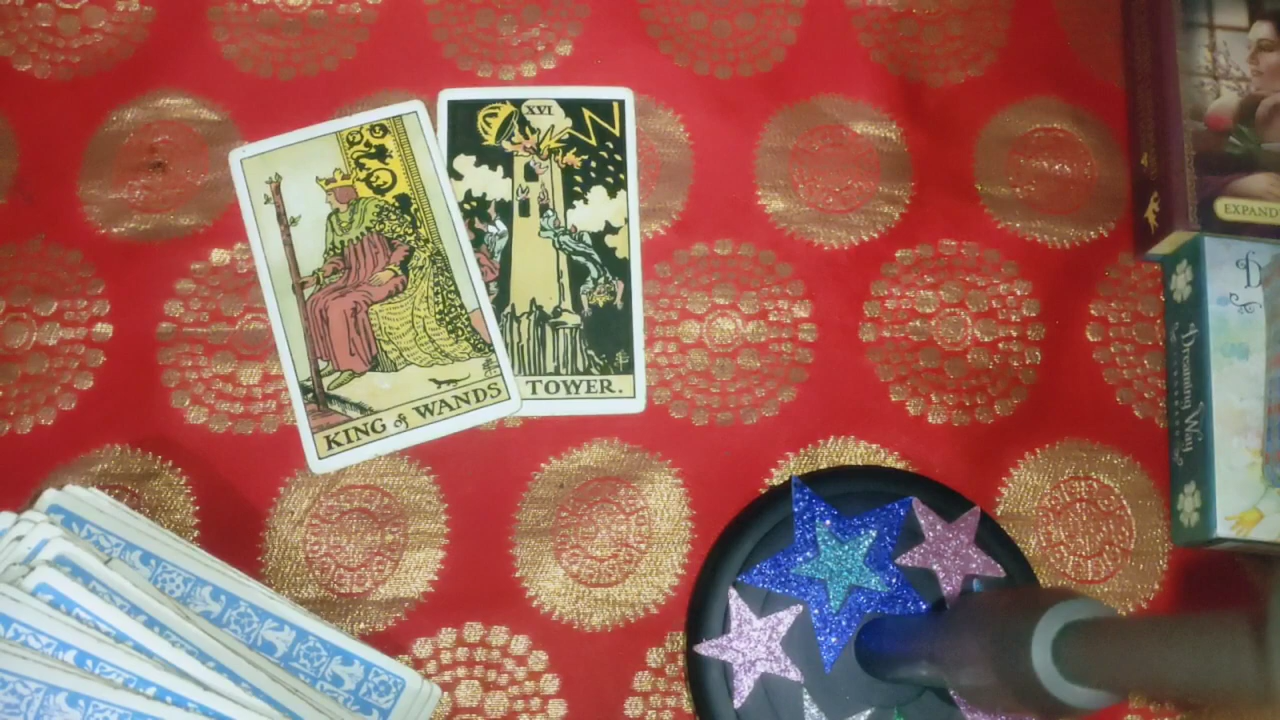 XVI
KING of WANDS
TOWER.
EXPAND
D
Dreaming Way